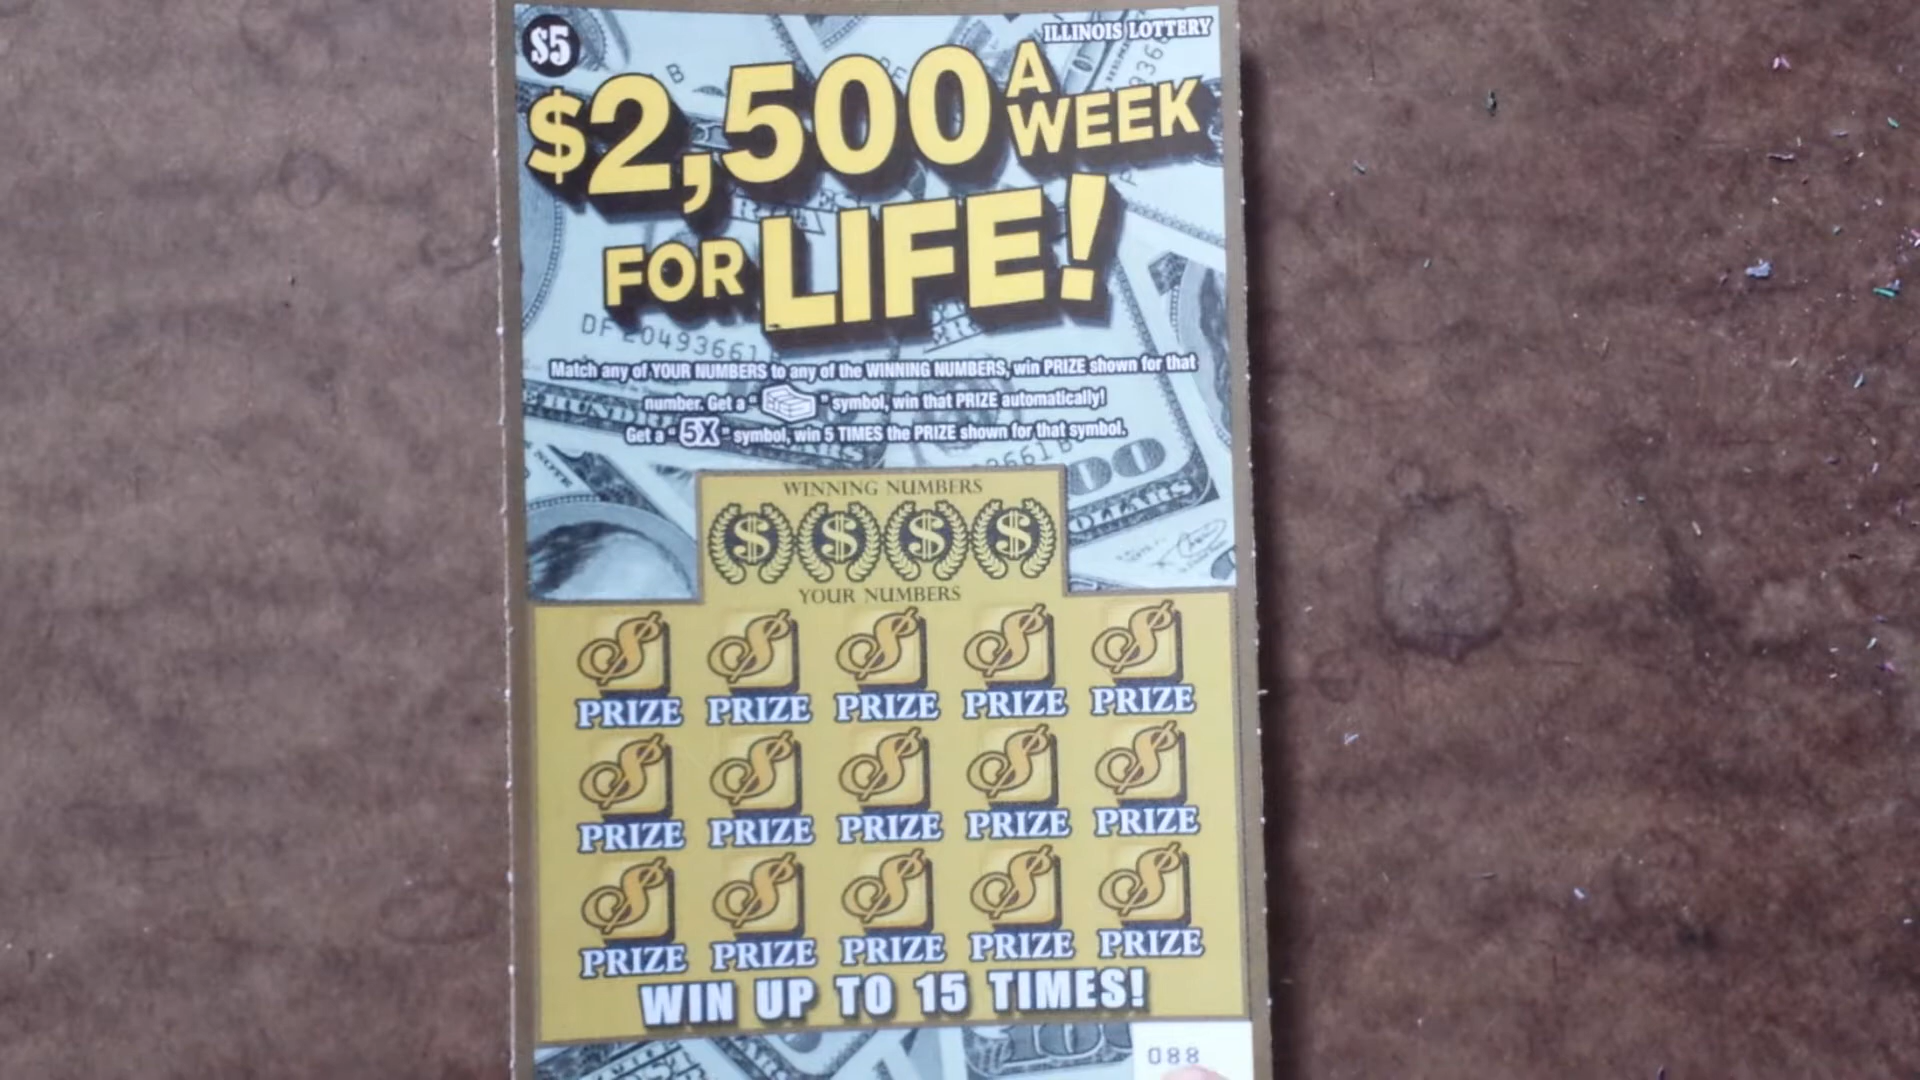 $5
ILLINOIS LOTTERY
$2,500 A WEEK
FOR LIFE!
Match any of YOUR NUMBERS to any of the WINNING NUMBERS, win PRIZE shown for that
number. Get a " " symbol, win that PRIZE automatically!
Get a "5X" symbol, win 5 TIMES the PRIZE shown for that symbol.
WINNING NUMBERS
$ $ $ $
YOUR NUMBERS
PRIZE PRIZE PRIZE PRIZE PRIZE
PRIZE PRIZE PRIZE PRIZE PRIZE
PRIZE PRIZE PRIZE PRIZE PRIZE
WIN UP TO 15 TIMES!
088